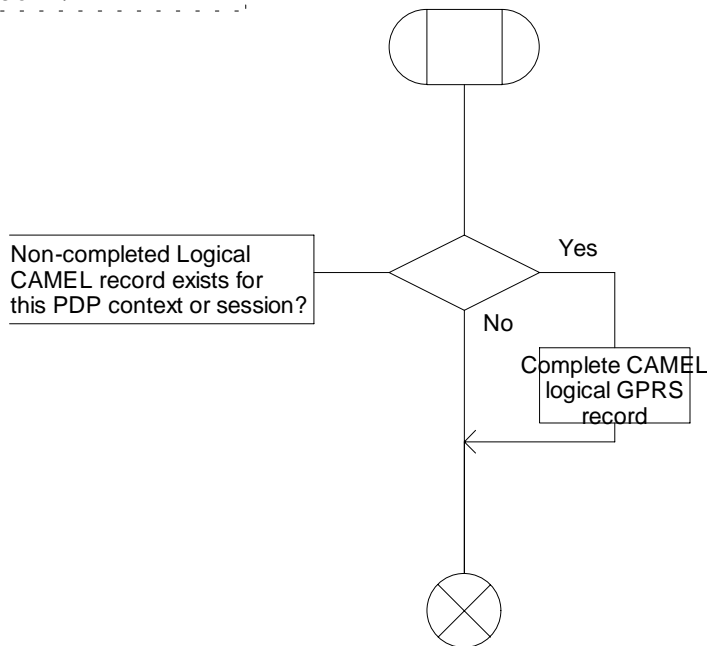 Non-completed Logical
CAMEL record exists for
this PDP context or session?
Yes
No
Complete CAMEL
logical GPRS
record